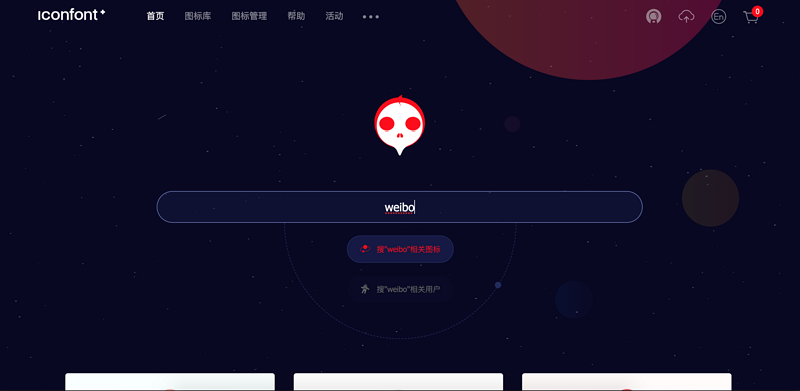 iconfont+
首页 图标库 图标管理 帮助 活动
En
0
weibo
搜"weibo"相关图标
搜"weibo"相关用户